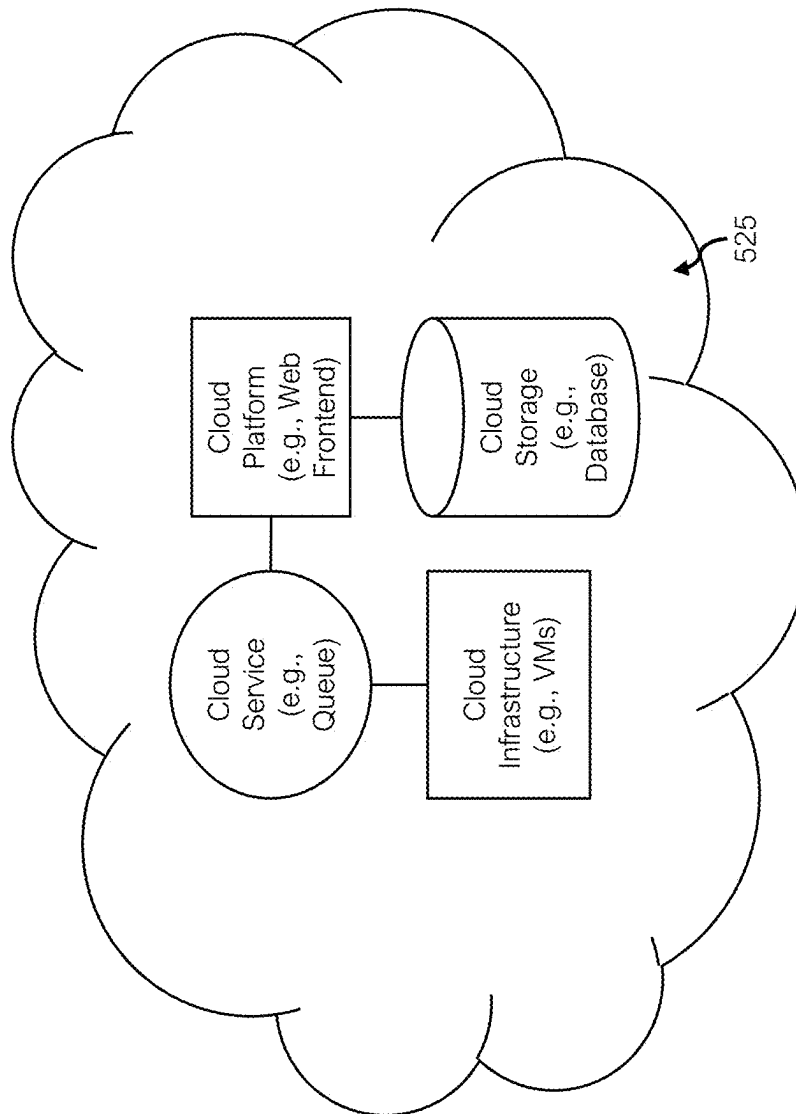 Cloud
Service
(e.g.,
Queue)
Cloud
Platform
(e.g., Web
Frontend)
Cloud
Infrastructure
(e.g., VMs)
Cloud
Storage
(e.g.,
Database)
525